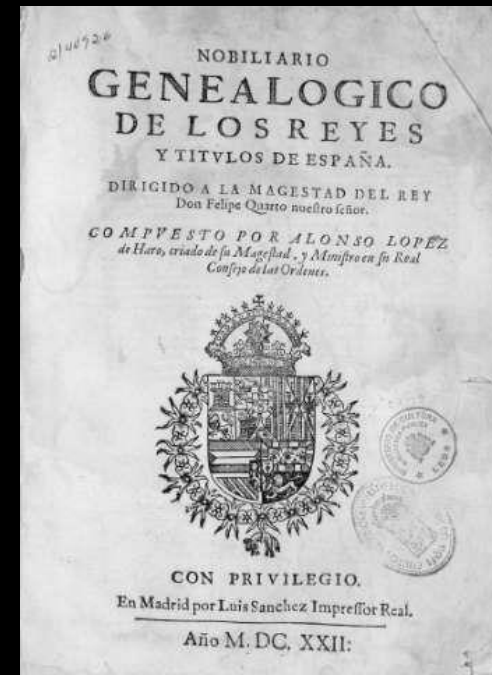 2/40926
NOBILIARIO
GENEALOGICO
DE LOS REYES
Y TITVLOS DE ESPAÑA.
DIRIGIDO A LA MAGESTAD DEL REY
Don Felipe Quarto nueſtro ſeñor.
COMPVESTO POR ALONSO LOPEZ
de Haro, criado de ſu Mageſtad, y Miniſtro en ſu Real
Conſejo de las Ordenes.
CON PRIVILEGIO.
En Madrid por Luis Sanchez Impreſſor Real.
Año M. DC. XXII: